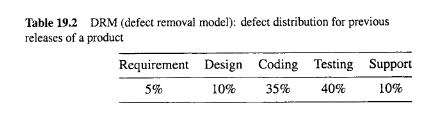 Table 19.2 DRM (defect removal model): defect distribution for previous
releases of a product
Requirement Design Coding Testing Support
5% 10% 35% 40% 10%